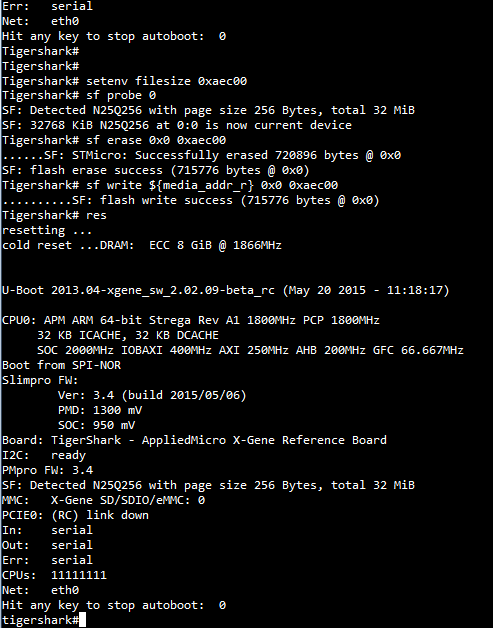 Err:   serial
Net:   eth0
Hit any key to stop autoboot:  0
Tigershark#
Tigershark#
Tigershark# setenv filesize 0xaec00
Tigershark# sf probe 0
SF: Detected N25Q256 with page size 256 Bytes, total 32 MiB
SF: 32768 KiB N25Q256 at 0:0 is now current device
Tigershark# sf erase 0x0 0xaec00
......SF: STMicro: Successfully erased 720896 bytes @ 0x0
SF: flash erase success (715776 bytes @ 0x0)
Tigershark# sf write ${media_addr_r} 0x0 0xaec00
..........SF: flash write success (715776 bytes @ 0x0)
Tigershark# res
resetting ...
cold reset ...DRAM:  ECC 8 GiB @ 1866MHz
U-Boot 2013.04-xgene_sw_2.02.09-beta_rc (May 20 2015 - 11:18:17)
CPU0: APM ARM 64-bit Strega Rev A1 1800MHz PCP 1800MHz
     32 KB ICACHE, 32 KB DCACHE
     SOC 2000MHz IOBAXI 400MHz AXI 250MHz AHB 200MHz GFC 66.667MHz
Boot from SPI-NOR
Slimpro FW:
        Ver: 3.4 (build 2015/05/06)
        PMD: 1300 mV
        SOC: 950 mV
Board: TigerShark - AppliedMicro X-Gene Reference Board
I2C:   ready
PMpro FW: 3.4
SF: Detected N25Q256 with page size 256 Bytes, total 32 MiB
MMC:   X-Gene SD/SDIO/eMMC: 0
PCIE0: (RC) link down
In:    serial
Out:   serial
Err:   serial
CPUs:  11111111
Net:   eth0
Hit any key to stop autoboot:  0
tigershark#